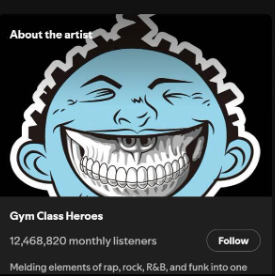 About the artist
Gym Class Heroes
12,468,820 monthly listeners
Follow
Melding elements of rap, rock, R&B, and funk into one